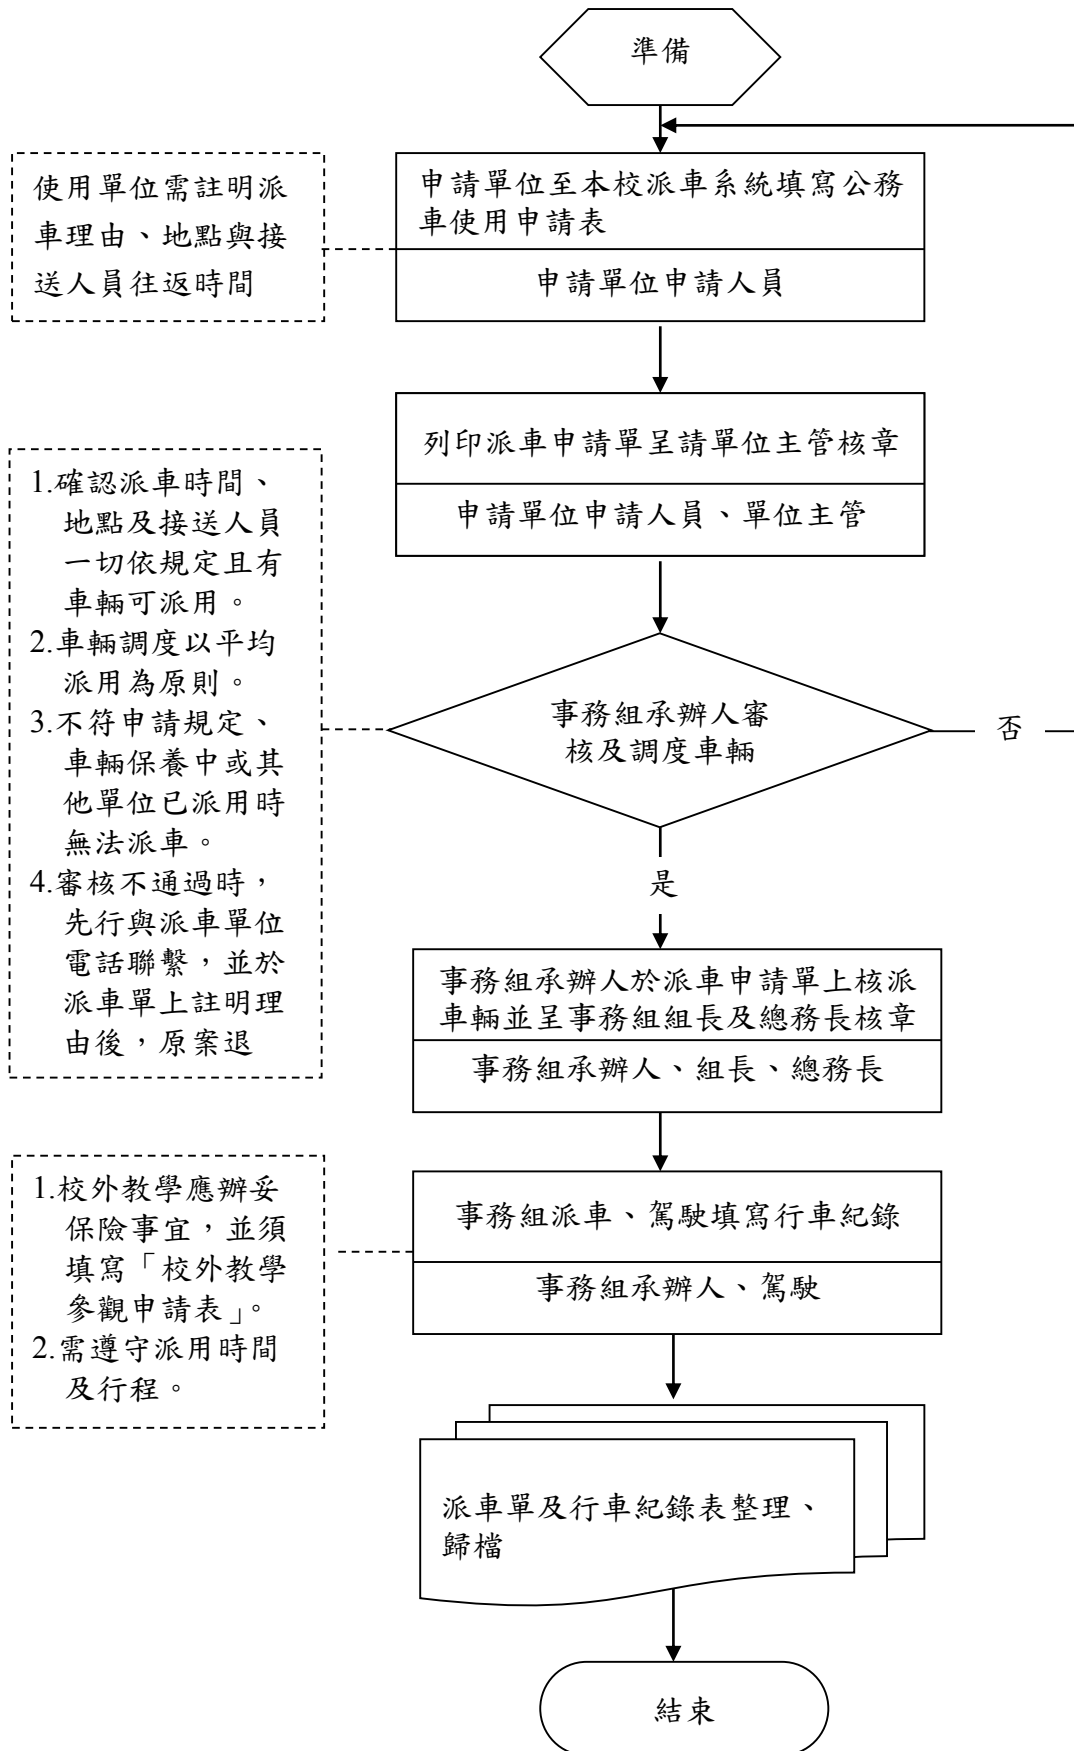 準備
使用單位需註明派
車理由、地點與接
送人員往返時間
申請單位至本校派車系統填寫公務
車使用申請表
申請單位申請人員
列印派車申請單呈請單位主管核章
申請單位申請人員、單位主管
1.確認派車時間、
地點及接送人員
一切依規定且有
車輛可派用。
2.車輛調度以平均
派用為原則。
3.不符申請規定、
車輛保養中或其
他單位已派用時
無法派車。
4.審核不通過時,
先行與派車單位
電話聯繫,並於
派車單上註明理
由後,原案退
事務組承辦人審
核及調度車輛
否
是
事務組承辦人於派車申請單上核派
車輛並呈事務組組長及總務長核章
事務組承辦人、組長、總務長
1.校外教學應辦妥
保險事宜,並須
填寫「校外教學
參觀申請表」。
2.需遵守派用時間
及行程。
事務組派車、駕駛填寫行車紀錄
事務組承辦人、駕駛
派車單及行車紀錄表整理、
歸檔
結束